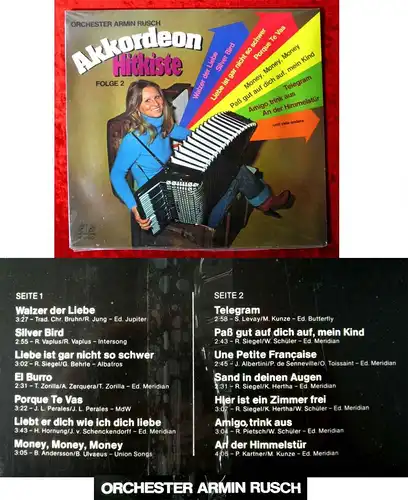 ORCHESTER ARMIN RUSCH
Akkordeon
Hitkiste
FOLGE 2
Walzer der Liebe
Silver Bird
Liebe ist gar nicht so schwer
Porque Te Vas
Money, Money, Money
Paß gut auf dich auf, mein Kind
Telegram
Amigo, trink aus
An der Himmelstür
und viele andere
SEITE 1
Walzer der Liebe
3:27 – Trad. Chr. Bruhn/R. Jung – Ed. Jupiter
Silver Bird
2:55 – R. Vaplus/R. Vaplus – Intersong
Liebe ist gar nicht so schwer
3:02 – R. Siegel/G. Behrle – Albatros
El Burro
2:31 – T. Zorilla/A. Zerquera/T. Zorilla – Ed. Meridian
Porque Te Vas
3:22 – J. L. Perales/J. L. Perales – MdW
Liebt er dich wie ich dich liebe
3:43 – H. Hornung/J. v. Schenckendorff – Ed. Meridian
Money, Money, Money
3:05 – B. Andersson/B. Ulvaeus – Union Songs
SEITE 2
Telegram
2:58 – S. Levay/M. Kunze – Ed. Butterfly
Paß gut auf dich auf, mein Kind
2:43 – R. Siegel/W. Schüler – Ed. Meridian
Une Petite Française
2:45 – J. Albertini/P. de Senneville/O. Toissaint – Ed. Meridian
Sand in deinen Augen
2:31 – R. Siegel/K. Hertha – Ed. Meridian
Hier ist ein Zimmer frei
3:07 – R. Siegel/K. Hertha/W. Schüler – Ed. Meridian
Amigo, trink aus
3:04 – R. Pietsch/W. Schüler – Ed. Meridian
An der Himmelstür
4:05 – P. Kartner/M. Kunze – Ed. Meridian
ORCHESTER ARMIN RUSCH